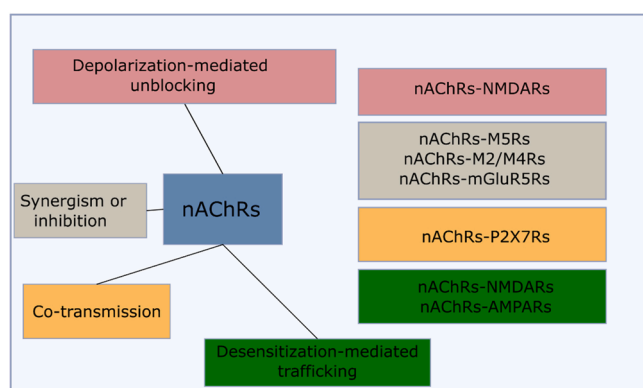 Depolarization-mediated
unblocking
nAChRs
Synergism or
inhibition
Co-transmission
Desensitization-mediated
trafficking
nAChRs-NMDARs
nAChRs-M5Rs
nAChRs-M2/M4Rs
nAChRs-mGluR5Rs
nAChRs-P2X7Rs
nAChRs-NMDARs
nAChRs-AMPARs